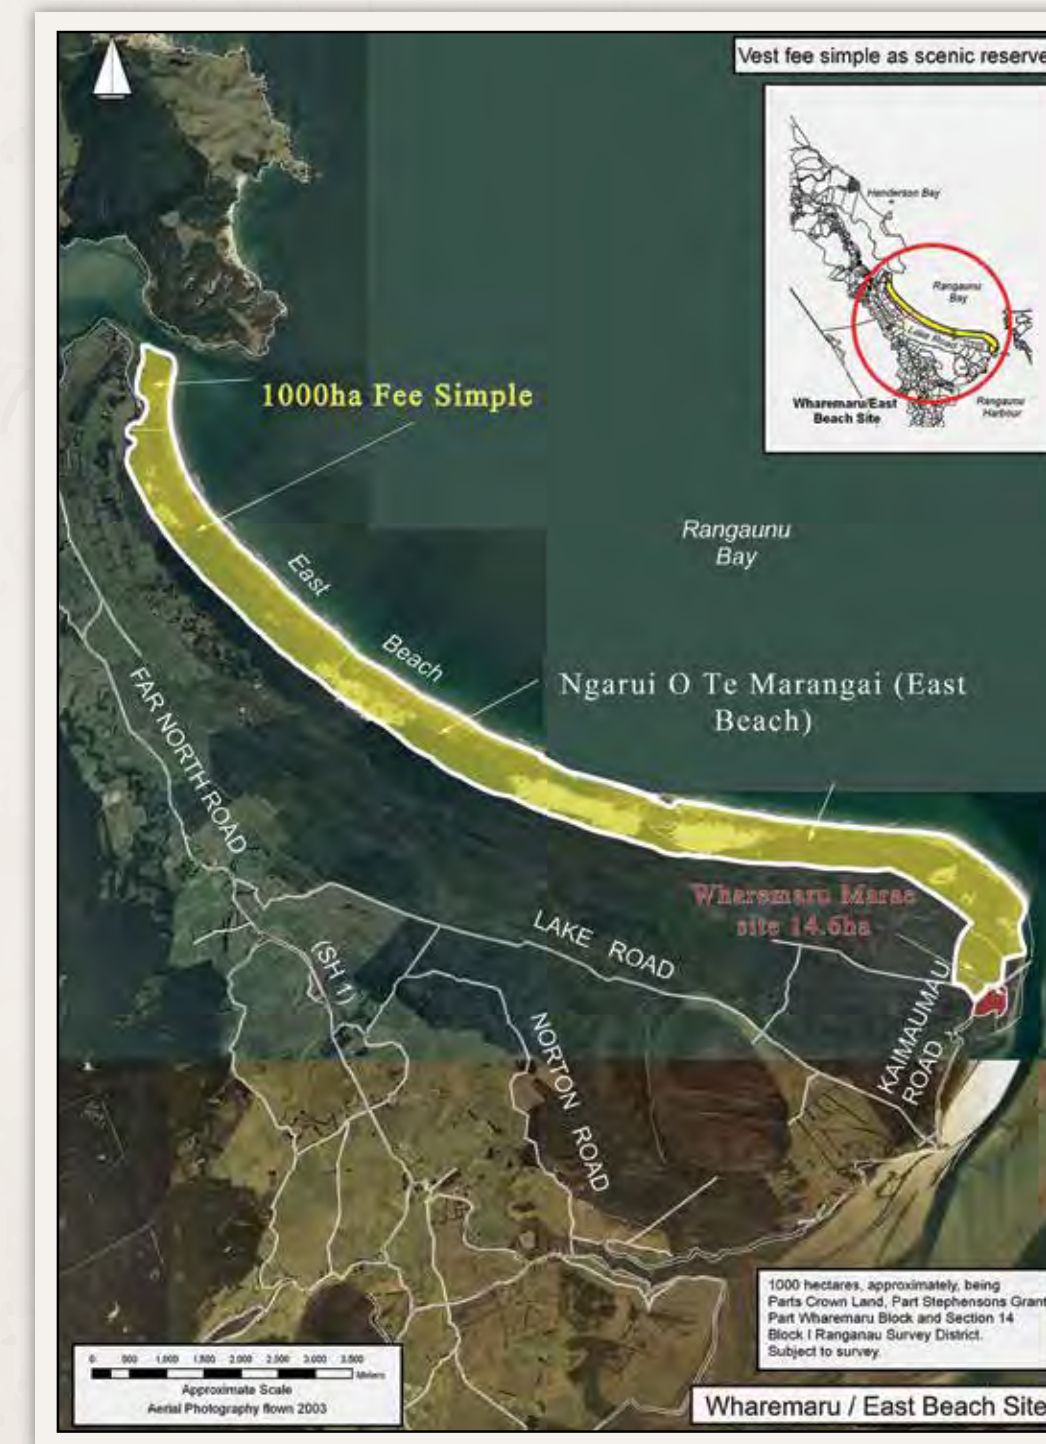 Vest fee simple as scenic reserve
Henderson Bay
Rangaunu
Bay
Lake Road
Wharemaru/East
Beach Site
Rangaunu
Harbour
1000ha Fee Simple
Rangaunu
Bay
East
Beach
Ngarui O Te Marangai (East
Beach)
FAR NORTH ROAD
Wharemaru Marae
site 14.6ha
LAKE ROAD
(SH 1)
KAIMAUMAU
ROAD
NORTON ROAD
1000 hectares, approximately, being
Parts Crown Land, Part Stephensons Grant
Part Wharemaru Block and Section 14
Block I Ranganau Survey District.
Subject to survey.
0 500 1,000 1,500 2,000 2,500 3,000 3,500
Meters
Approximate Scale
Aerial Photography flown 2003
Wharemaru / East Beach Site